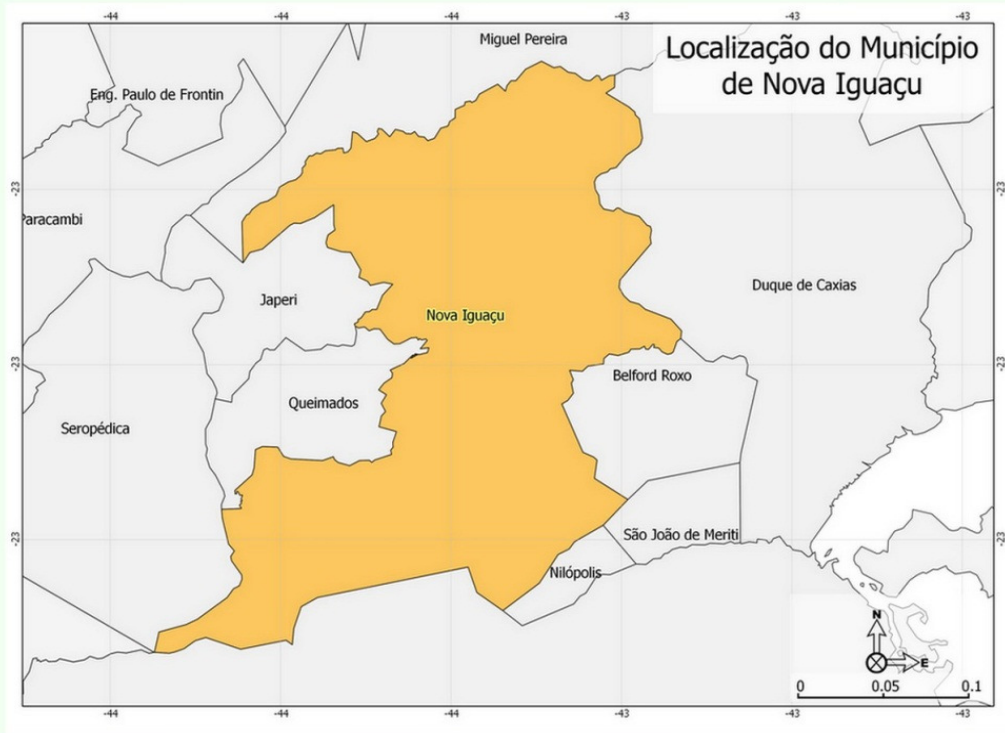 -44
-44
-44
-43
-43
-43
Miguel Pereira
Localização do Município
de Nova Iguaçu
Eng. Paulo de Frontin
-23
-23
Paracambi
Duque de Caxias
Japeri
Nova Iguaçu
-23
-23
Belford Roxo
Queimados
Seropédica
-23
-23
São João de Meriti
Nilópolis
N
E
0
0.05
0.1
-44
-44
-44
-43
-43
-43